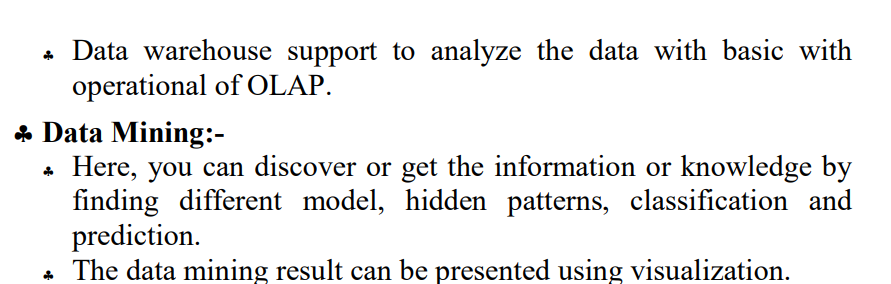 ♣ Data warehouse support to analyze the data with basic with
operational of OLAP.
♣ Data Mining:-
♣ Here, you can discover or get the information or knowledge by
finding different model, hidden patterns, classification and
prediction.
♣ The data mining result can be presented using visualization.